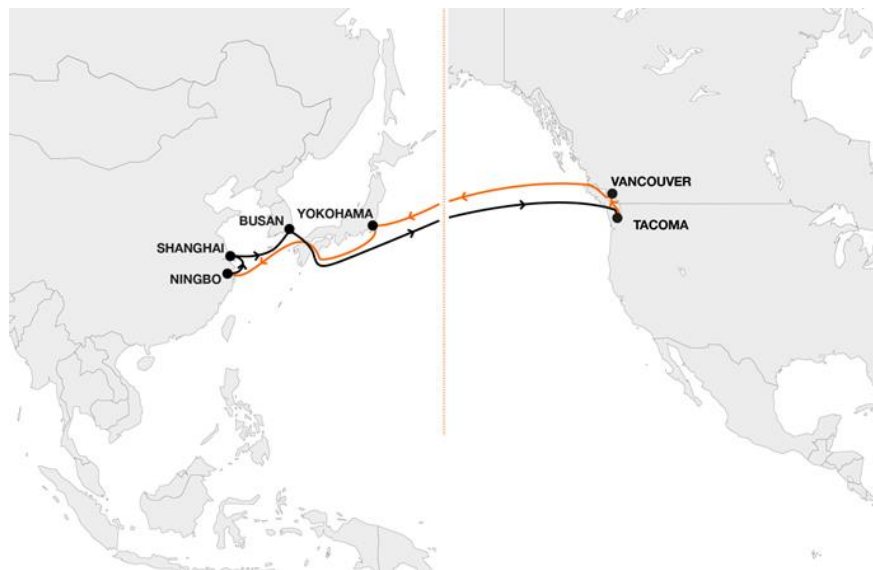 VANCOUVER
YOKOHAMA
BUSAN
TACOMA
SHANGHAI
NINGBO